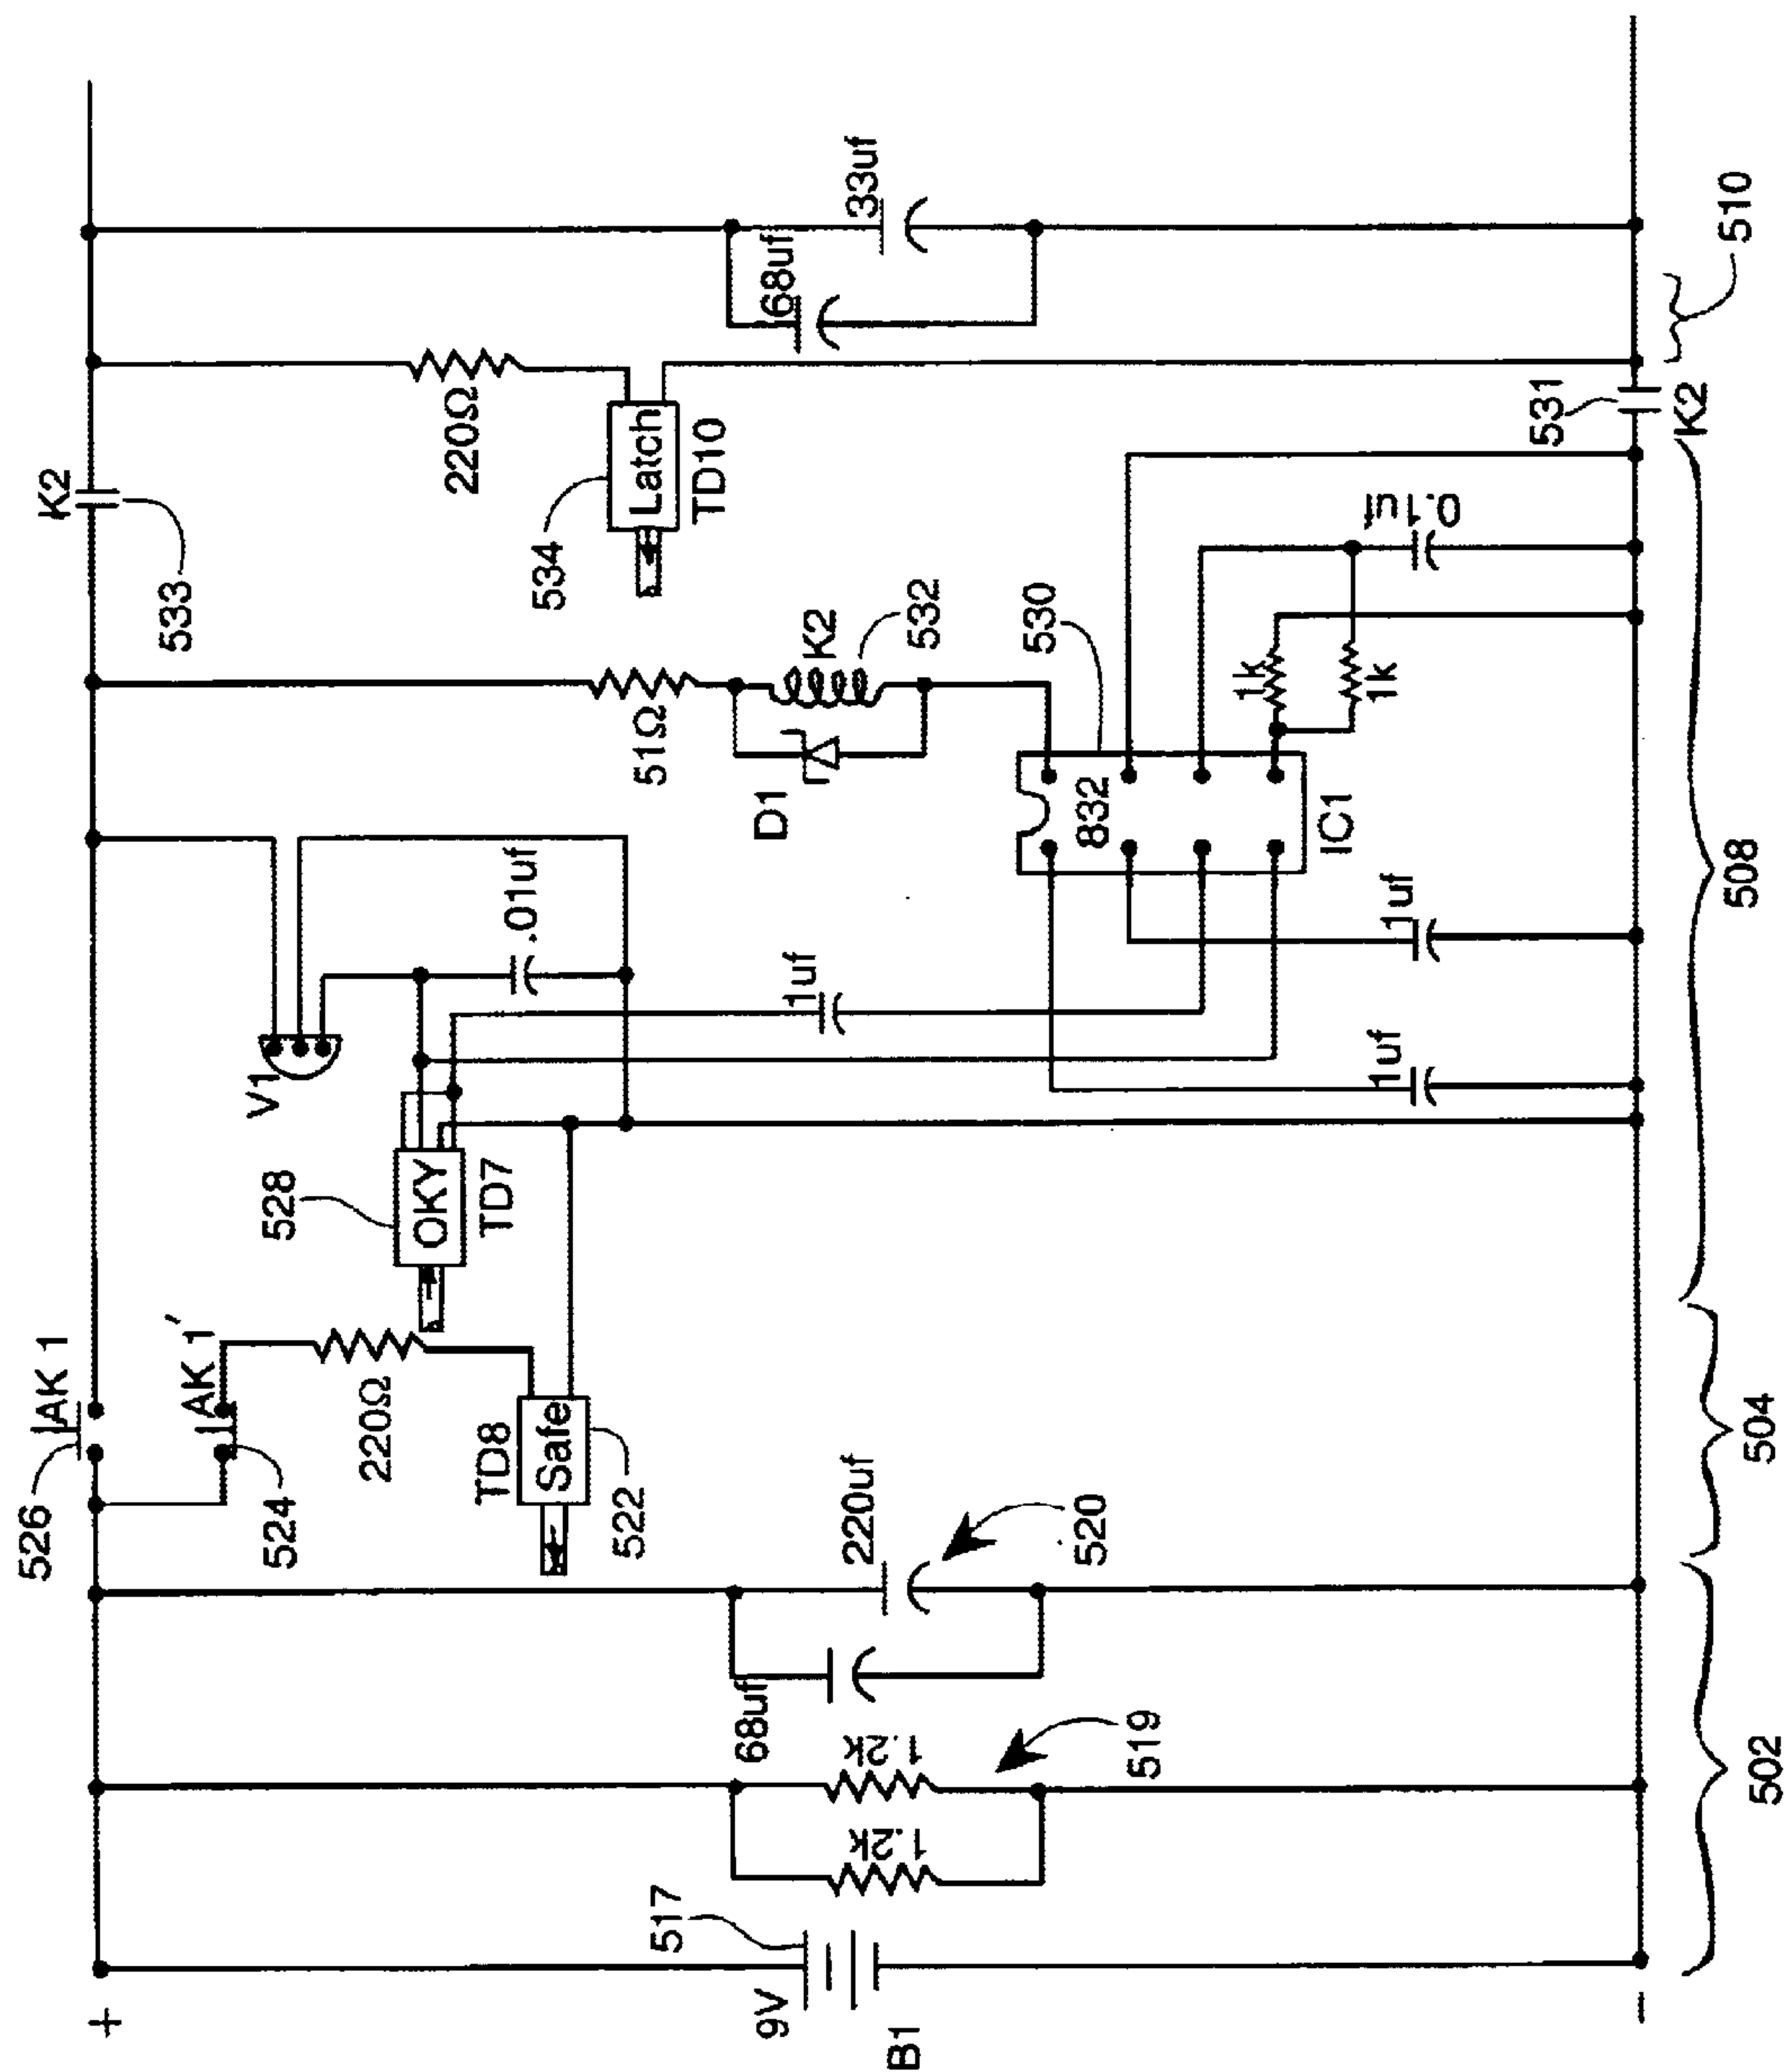 +
−
9V
B1
517
1.2k
1.2k
519
68uf
220uf
520
502
526
AK 1
524
AK 1'
220Ω
TD8
Safe
522
504
528
OKY
TD7
V1
.01uf
1uf
1uf
1uf
D1
51Ω
K2
532
530
832
IC1
1k
1k
0.1uf
508
K2
533
534
220Ω
Latch
TD10
531
K2
68uf
33uf
510